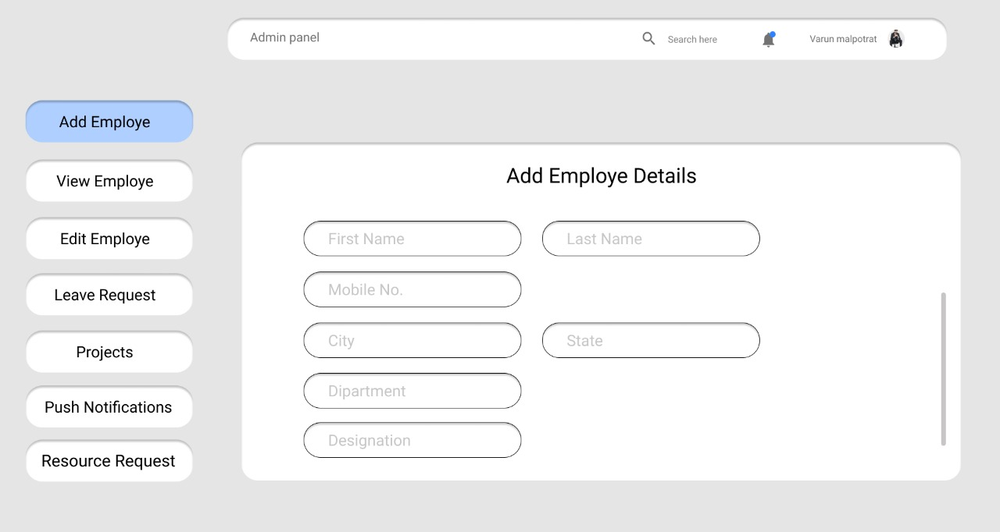 Admin panel
Search here
Varun malpotrat
Add Employe
View Employe
Edit Employe
Leave Request
Projects
Push Notifications
Resource Request
Add Employe Details
First Name
Last Name
Mobile No.
City
State
Dipartment
Designation